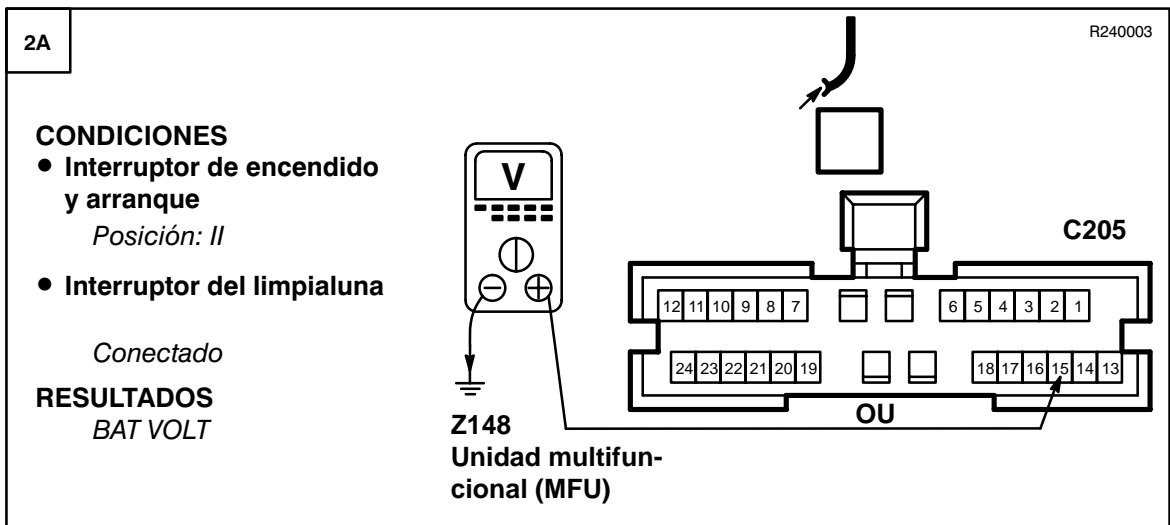 2A
R240003
CONDICIONES
● Interruptor de encendido
y arranque
Posición: II
● Interruptor del limpialuna
Conectado
RESULTADOS
BAT VOLT
V
Z148
Unidad multifun-
cional (MFU)
C205
12 11 10 9 8 7 6 5 4 3 2 1
24 23 22 21 20 19 18 17 16 15 14 13
OU